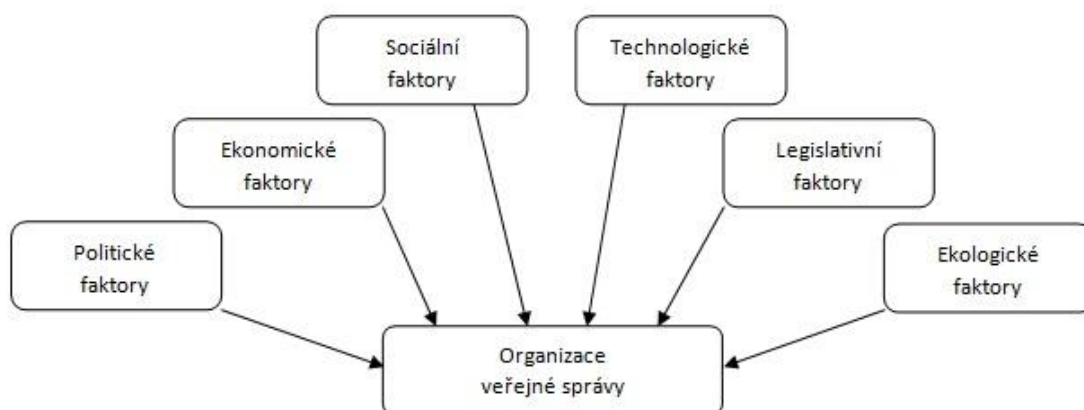 Sociální
faktory
Technologické
faktory
Ekonomické
faktory
Legislativní
faktory
Politické
faktory
Ekologické
faktory
Organizace
veřejné správy